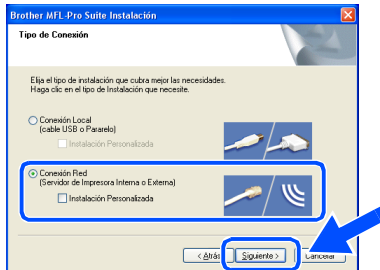 Brother MFL-Pro Suite Instalación
Tipo de Conexión
Elija el tipo de instalación que cubra mejor las necesidades.
Haga clic en el tipo de Instalación que necesite.
Conexión Local
(cable USB o Pararelo)
Instalación Personalizada
Conexión Red
(Servidor de Impresora Interna o Externa)
Instalación Personalizada
< Atrás Siguiente > Cancelar